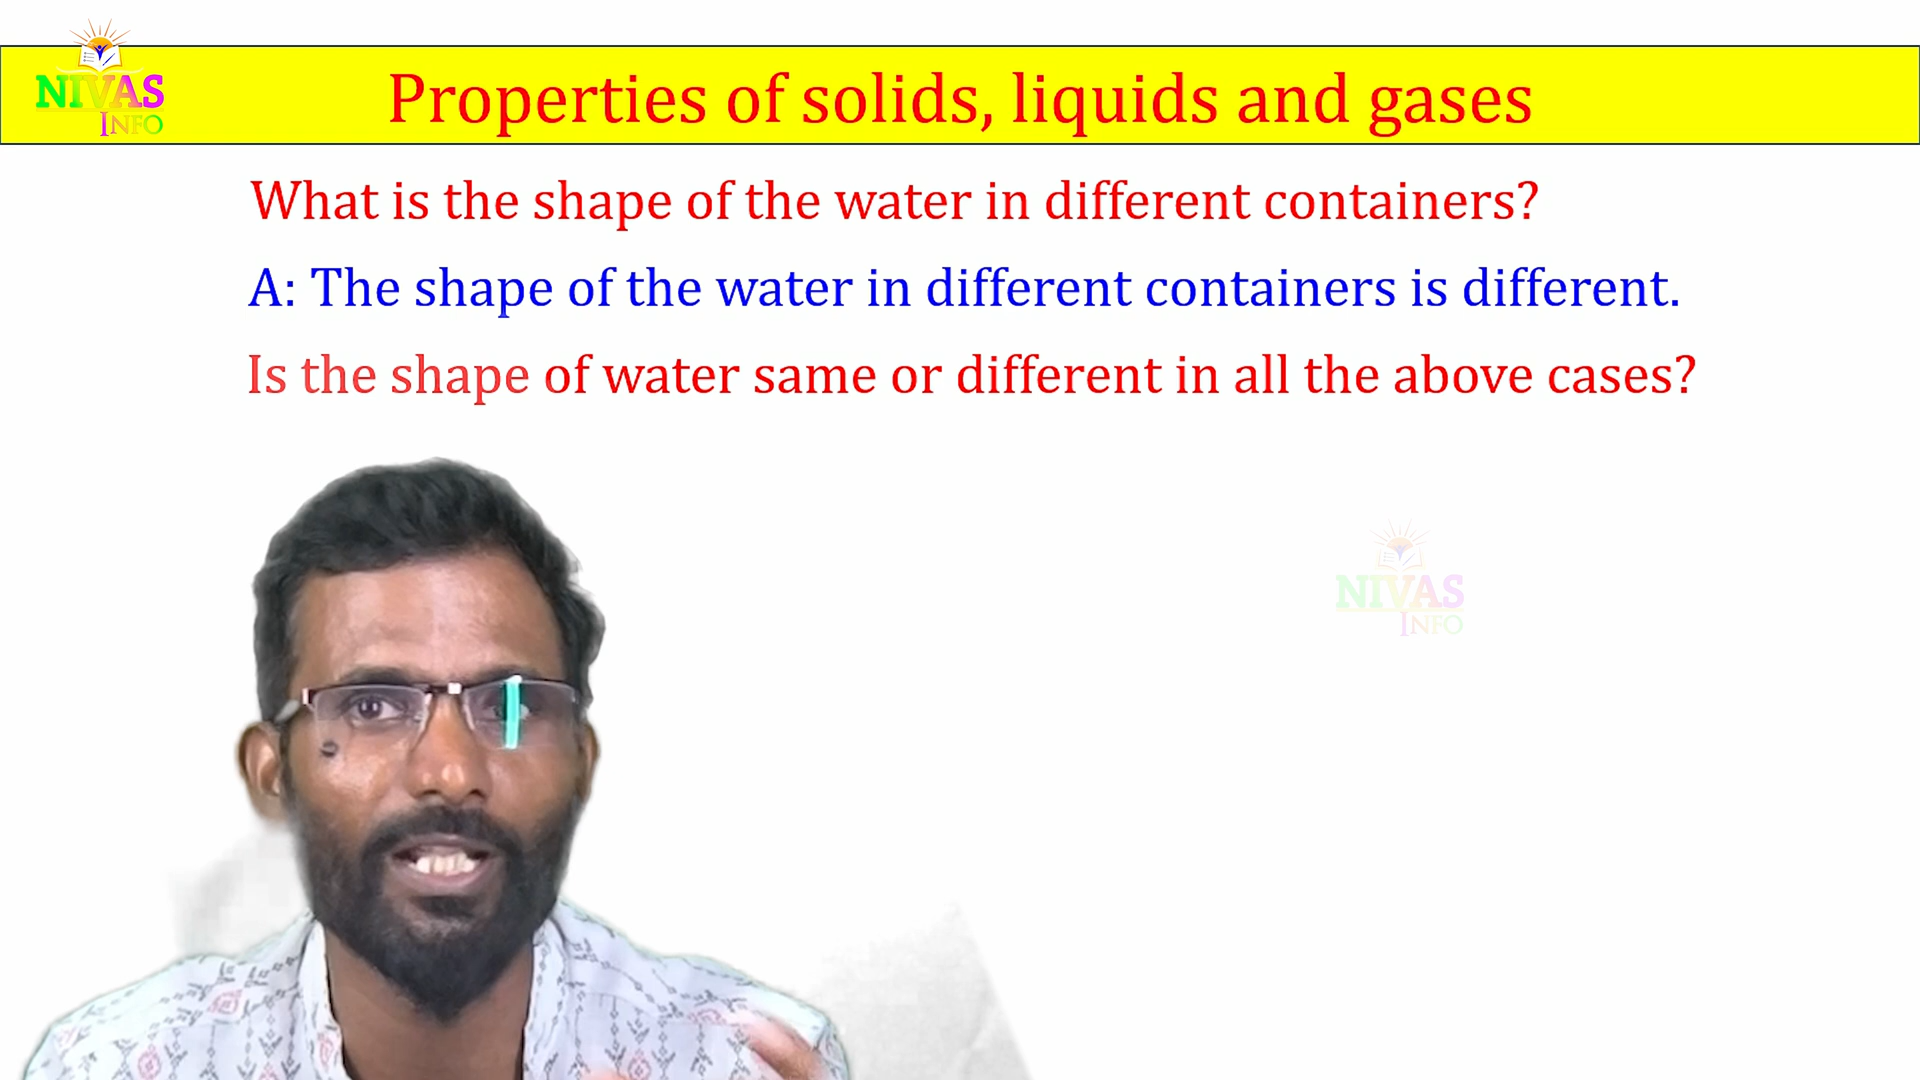 NIVAS
INFO
Properties of solids, liquids and gases
What is the shape of the water in different containers?
A: The shape of the water in different containers is different.
Is the shape of water same or different in all the above cases?
NIVAS
INFO